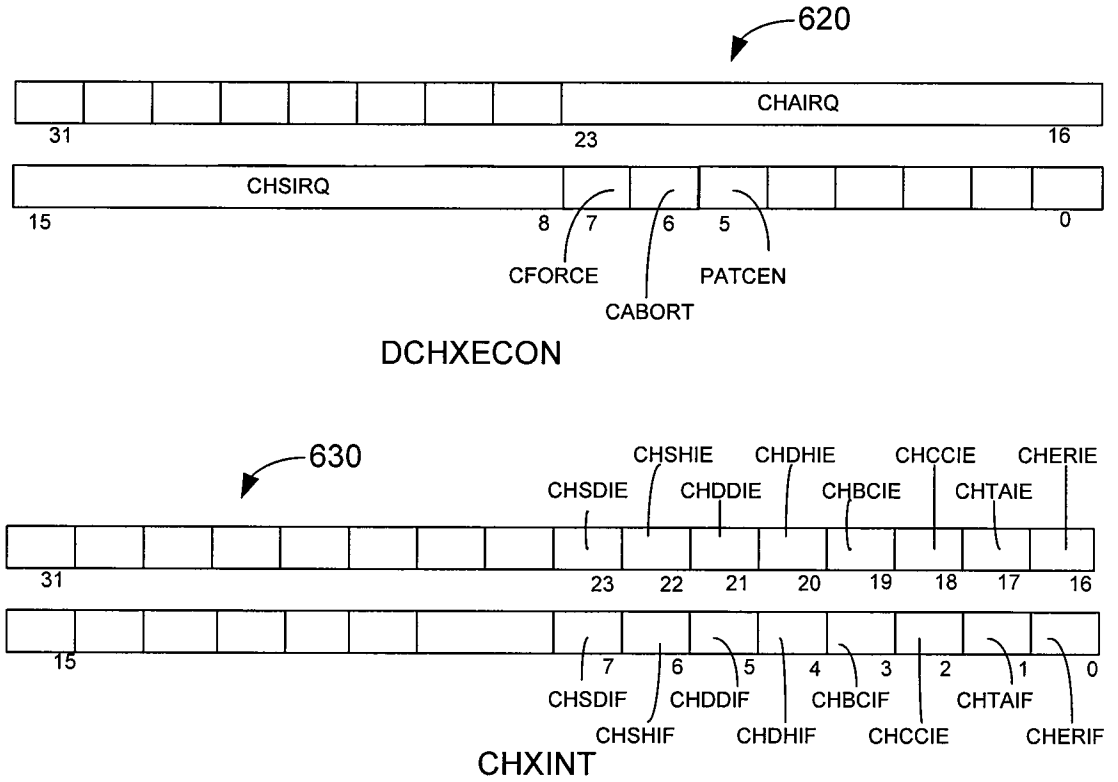 620
CHAIRQ
31 23 16
CHSIRQ
15 8 7 6 5 0
CFORCE PATCEN
CABORT
DCHXECON
630
CHSHIE CHDHIE CHCCIE CHERIE
CHSDIE CHDDIE CHBCIE CHTAIE
31 23 22 21 20 19 18 17 16
15 7 6 5 4 3 2 1 0
CHSDIF CHDDIF CHBCIF CHTAIF
CHSHIF CHDHIF CHCCIE CHERIF
CHXINT